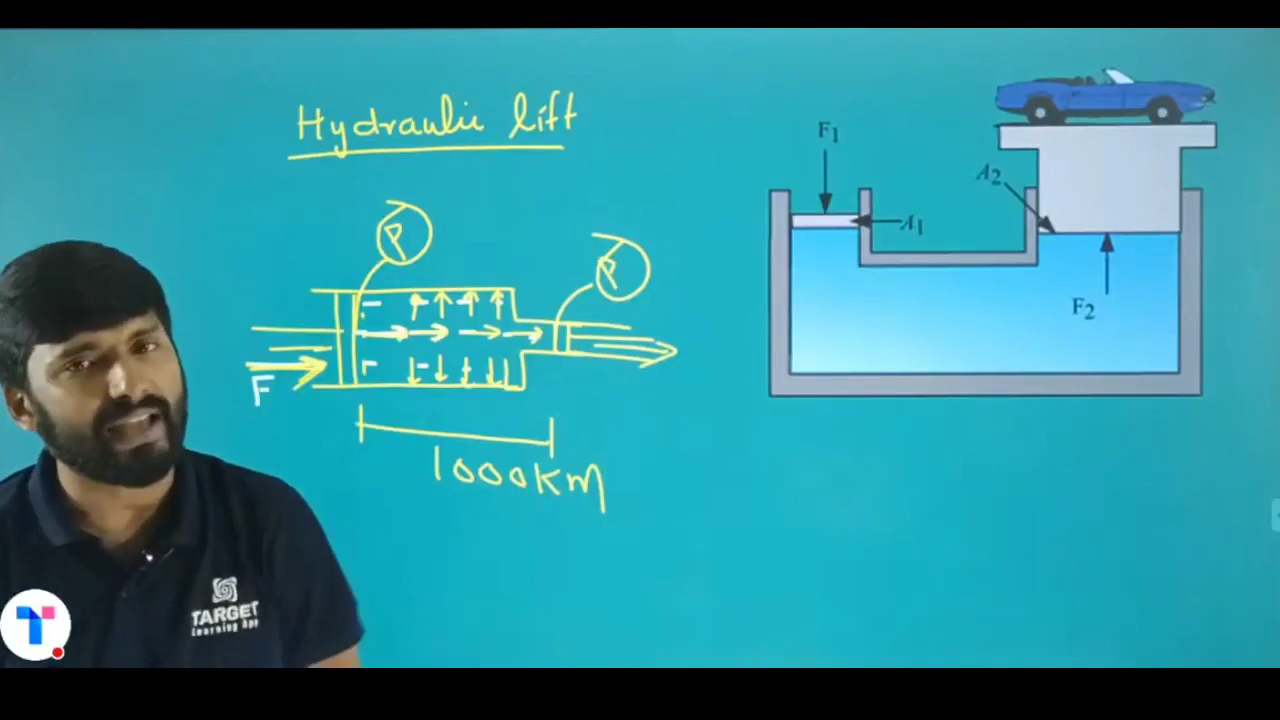 Hydraulic lift
P
P
F
1000km
F1
A1
A2
F2
TARGET
Learning App
T